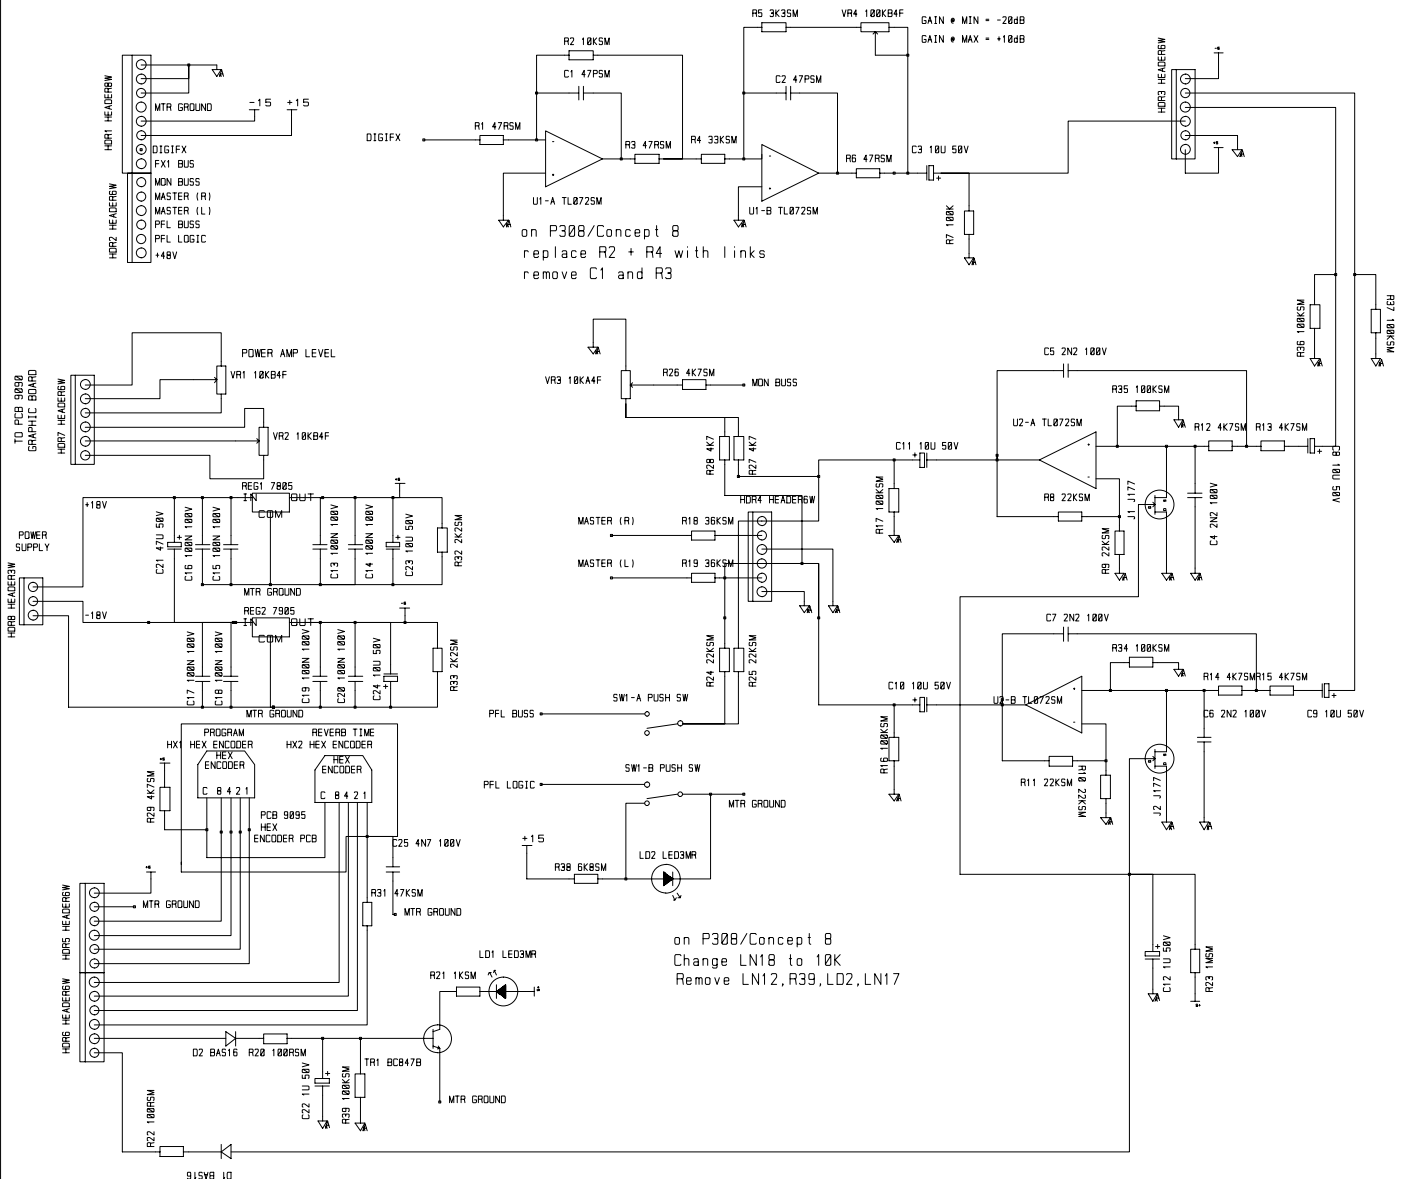 R5 3K3SM
VR4 100KB4F
GAIN @ MIN = -20dB
GAIN @ MAX = +10dB
R2 10KSM
C1 47PSM
C2 47PSM
HDR1 HEADER8W
MTR GROUND
-15
+15
DIGIFX
FX1 BUS
HDR2 HEADER6W
MON BUSS
MASTER (R)
MASTER (L)
PFL BUSS
PFL LOGIC
+48V
DIGIFX
R1 47RSM
R3 47RSM
R4 33KSM
R6 47RSM
C3 10U 50V
HDR3 HEADER6W
U1-A TL072SM
U1-B TL072SM
R7 100K
on P308/Concept 8
replace R2 + R4 with links
remove C1 and R3
R36 100KSM
R37 100KSM
TO PCB 9090
GRAPHIC BOARD
HDR7 HEADER6W
POWER AMP LEVEL
VR1 10KB4F
VR2 10KB4F
VR3 10KA4F
R26 4K7SM
MON BUSS
R28 4K7
R27 4K7
C5 2N2 100V
R35 100KSM
U2-A TL072SM
R12 4K7SM
R13 4K7SM
C8 10U 50V
C11 10U 50V
R17 100KSM
R8 22KSM
R9 22KSM
J1 J177
C4 2N2 100V
POWER
SUPPLY
HDR8 HEADER3W
+18V
-18V
REG1 7805
IN
OUT
COM
C21 47U 50V
C16 100N 100V
C15 100N 100V
C13 100N 100V
C14 100N 100V
C23 10U 50V
R32 2K2SM
MTR GROUND
REG2 7905
IN
OUT
COM
C17 100N 100V
C18 100N 100V
C19 100N 100V
C20 100N 100V
C24 10U 50V
R33 2K2SM
MTR GROUND
HDR4 HEADER6W
MASTER (R)
R18 36KSM
MASTER (L)
R19 36KSM
R24 22KSM
R25 22KSM
SW1-A PUSH SW
PFL BUSS
SW1-B PUSH SW
PFL LOGIC
MTR GROUND
C7 2N2 100V
R34 100KSM
U2-B TL072SM
R14 4K7SM
R15 4K7SM
C6 2N2 100V
C9 10U 50V
C10 10U 50V
R16 100KSM
R11 22KSM
R10 22KSM
J2 J177
PROGRAM
HX1 HEX ENCODER
HEX
ENCODER
C 8 4 2 1
REVERB TIME
HX2 HEX ENCODER
HEX
ENCODER
C 8 4 2 1
R29 4K7SM
PCB 9095
HEX
ENCODER PCB
C25 4N7 100V
R31 47KSM
MTR GROUND
+15
R38 6K8SM
LD2 LED3MR
HDR5 HEADER6W
MTR GROUND
HDR6 HEADER6W
LD1 LED3MR
R21 1KSM
D2 BAS16
R20 100RSM
TR1 BC847B
C22 1U 50V
R39 100KSM
MTR GROUND
on P308/Concept 8
Change LN18 to 10K
Remove LN12,R39,LD2,LN17
C12 1U 50V
R23 1MSM
R22 100RSM
D1 BAS16